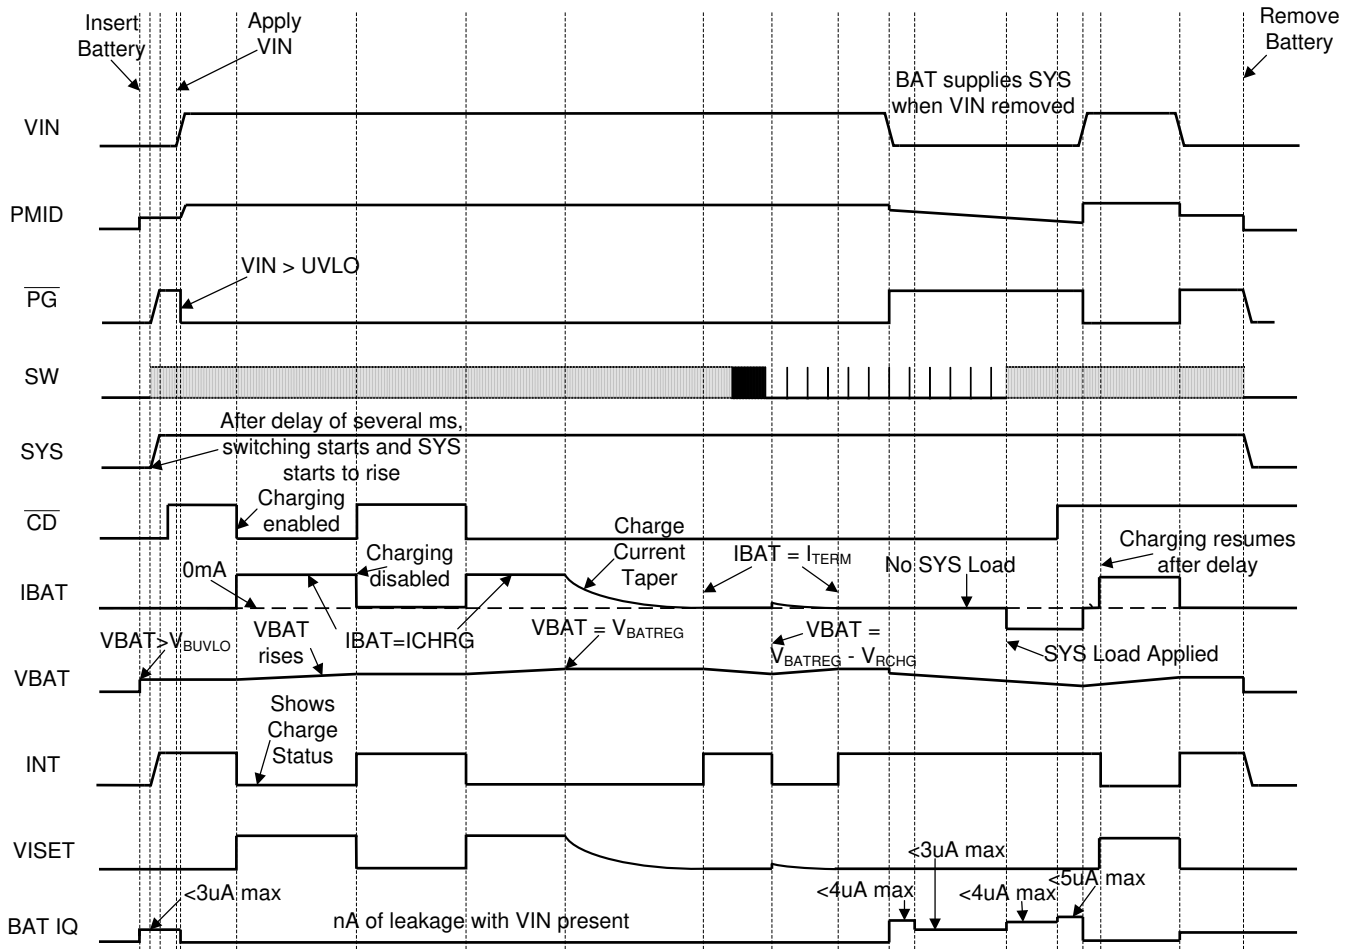 Insert
Battery
Apply
VIN
Remove
Battery
BAT supplies SYS
when VIN removed
VIN
PMID
VIN > UVLO
PG
SW
After delay of several ms,
switching starts and SYS
starts to rise
SYS
Charging
enabled
CD
Charge
Current
Taper
Charging
disabled
IBAT = ITERM
No SYS Load
Charging resumes
after delay
0mA
IBAT
VBAT>VBUVLO
VBAT
rises
IBAT=ICHRG
VBAT = VBATREG
VBAT =
VBATREG - VRCHG
SYS Load Applied
VBAT
Shows
Charge
Status
INT
VISET
<3uA max
<3uA max
<4uA max
<4uA max
<5uA max
BAT IQ
nA of leakage with VIN present